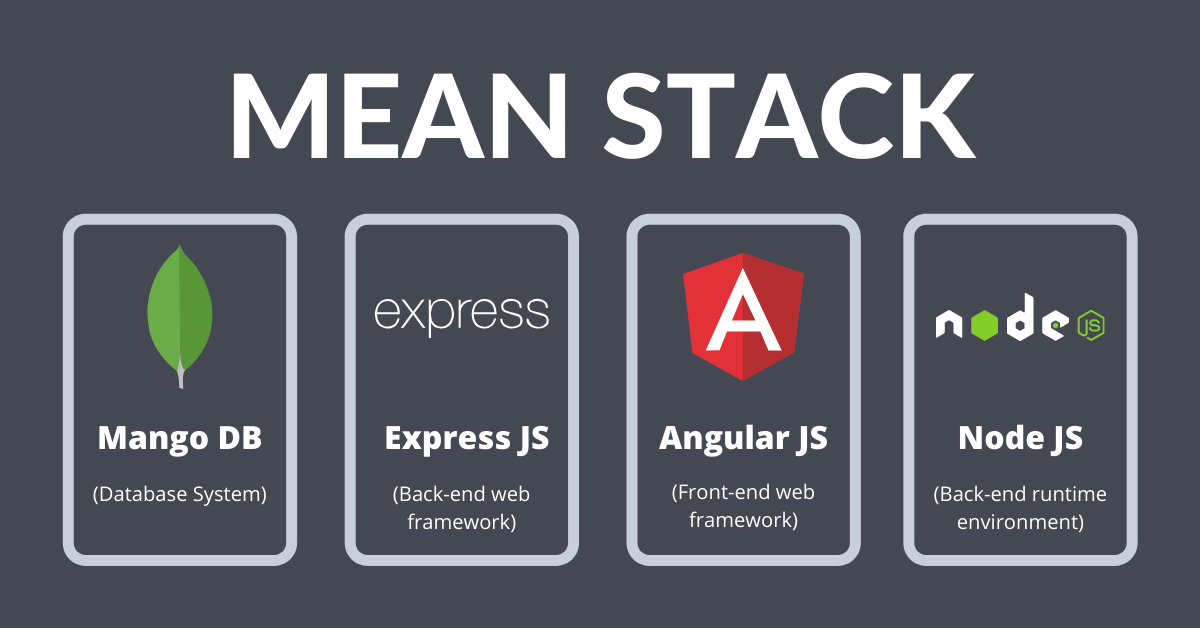 MEAN STACK
express
A
node JS
Mango DB
Express JS
Angular JS
Node JS
(Database System)
(Back-end web
framework)
(Front-end web
framework)
(Back-end runtime
environment)